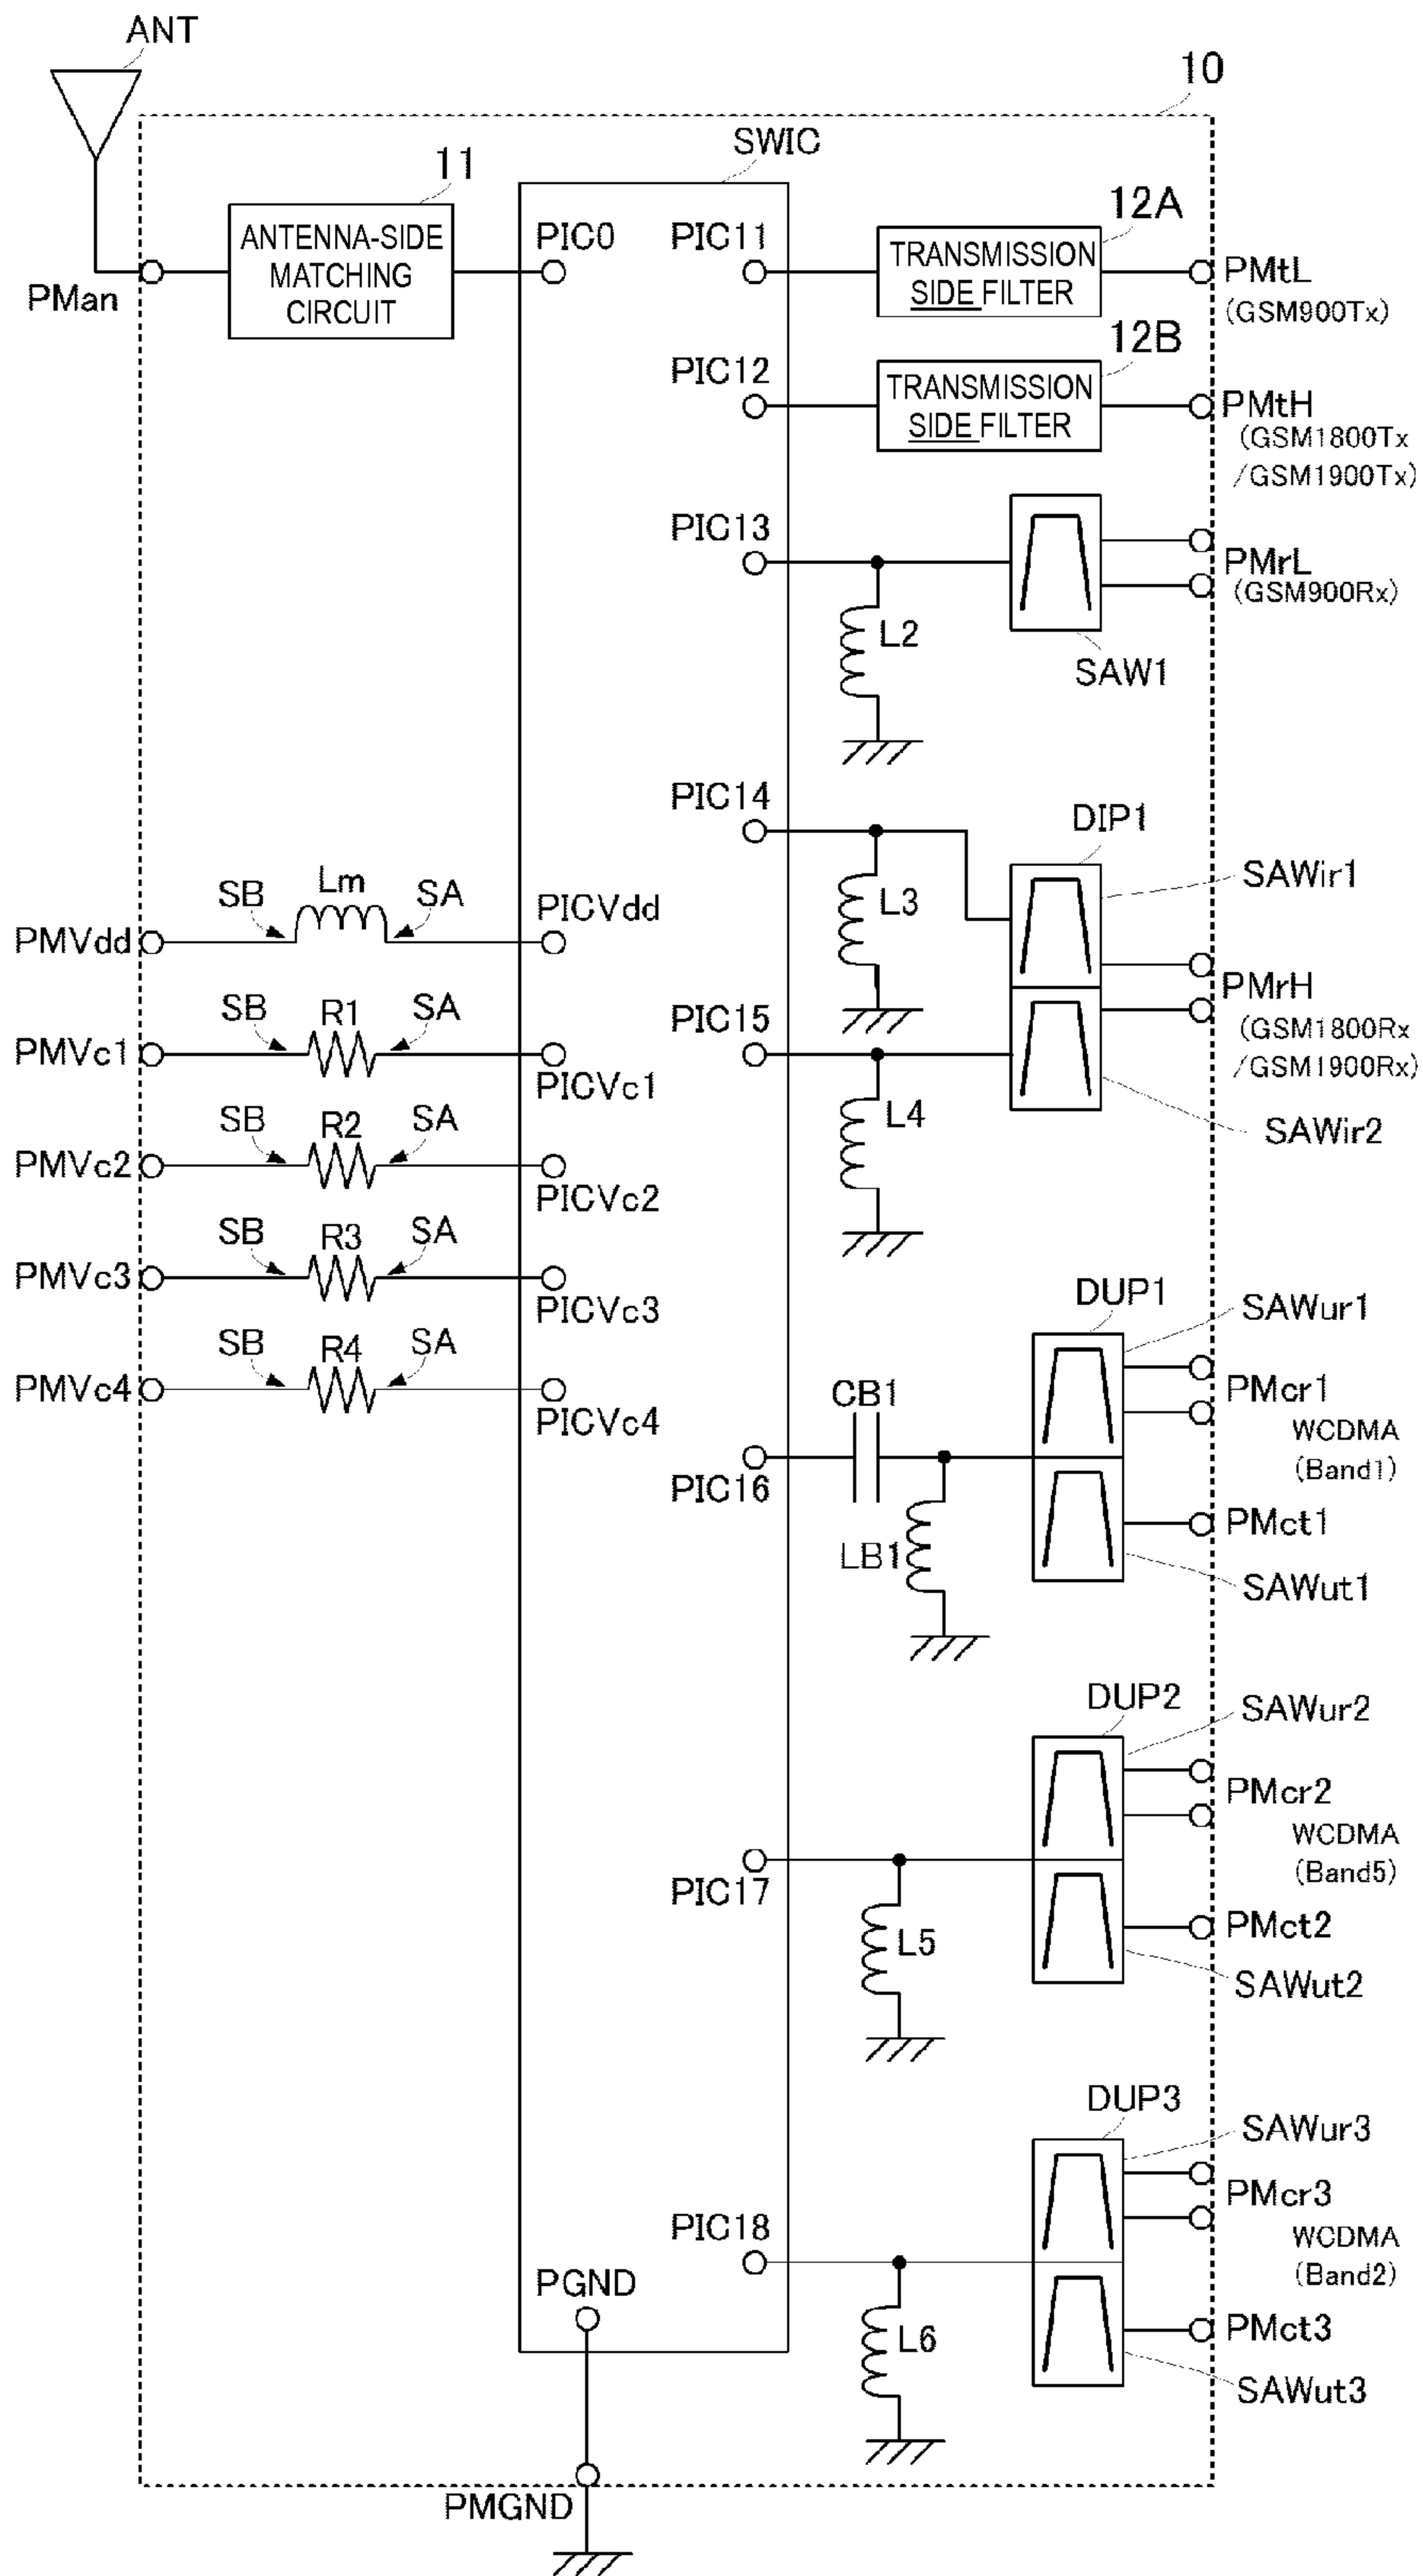 ANT
10
SWIC
11
ANTENNA-SIDE
MATCHING
CIRCUIT
PMan
PIC0
PIC11
12A
TRANSMISSION
SIDE FILTER
PMtL
(GSM900Tx)
PIC12
12B
TRANSMISSION
SIDE FILTER
PMtH
(GSM1800Tx
/GSM1900Tx)
PIC13
L2
SAW1
PMrL
(GSM900Rx)
PIC14
L3
DIP1
SAWir1
PMrH
(GSM1800Rx
/GSM1900Rx)
PIC15
L4
SAWir2
PMVdd
SB
Lm
SA
PICVdd
PMVc1
SB
R1
SA
PICVc1
PMVc2
SB
R2
SA
PICVc2
PMVc3
SB
R3
SA
PICVc3
PMVc4
SB
R4
SA
PICVc4
PIC16
CB1
LB1
DUP1
SAWur1
PMcr1
WCDMA
(Band1)
PMct1
SAWut1
PIC17
L5
DUP2
SAWur2
PMcr2
WCDMA
(Band5)
PMct2
SAWut2
PIC18
L6
DUP3
SAWur3
PMcr3
WCDMA
(Band2)
PMct3
SAWut3
PGND
PMGND